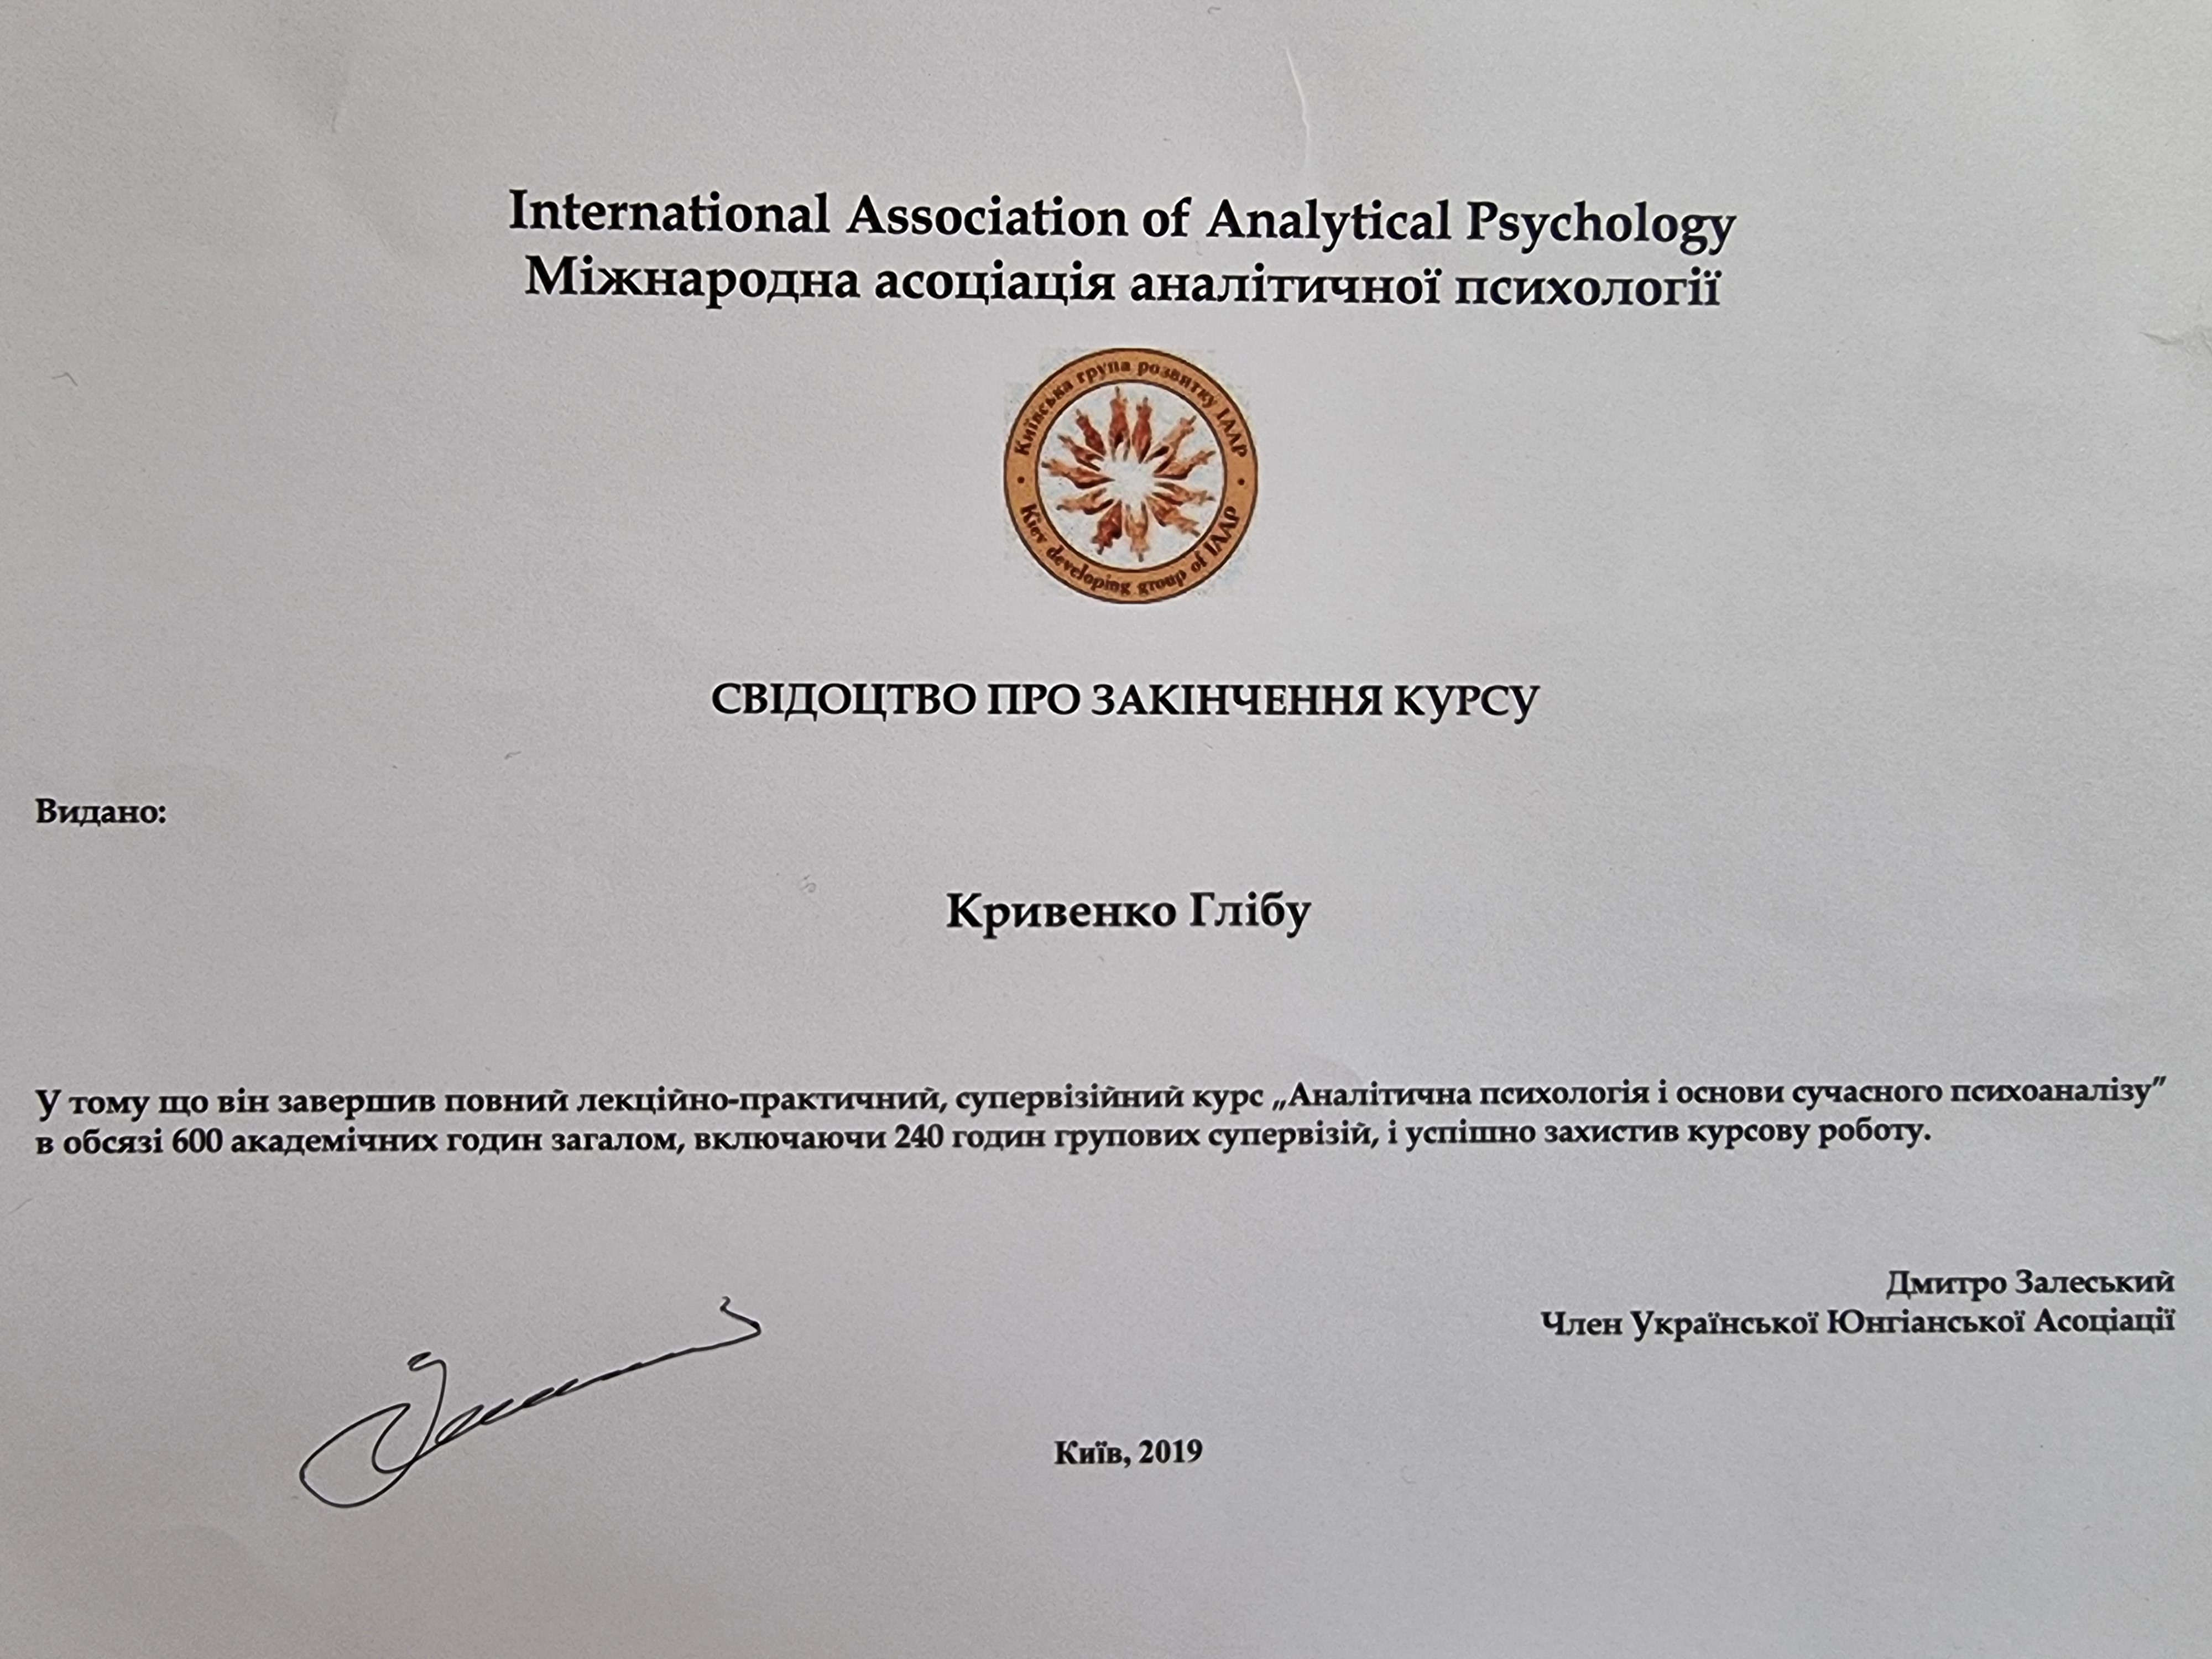 International Association of Analytical Psychology
Міжнародна асоціація аналітичної психології
Київська група розвитку ІААР
Kiev developing group of IAAP
СВІДОЦТВО ПРО ЗАКІНЧЕННЯ КУРСУ
Видано:
Кривенко Глібу
У тому що він завершив повний лекційно-практичний, супервізійний курс „Аналітична психологія і основи сучасного психоаналізу”
в обсязі 600 академічних годин загалом, включаючи 240 годин групових супервізій, і успішно захистив курсову роботу.
Дмитро Залеський
Член Української Юнгіанської Асоціації
Київ, 2019